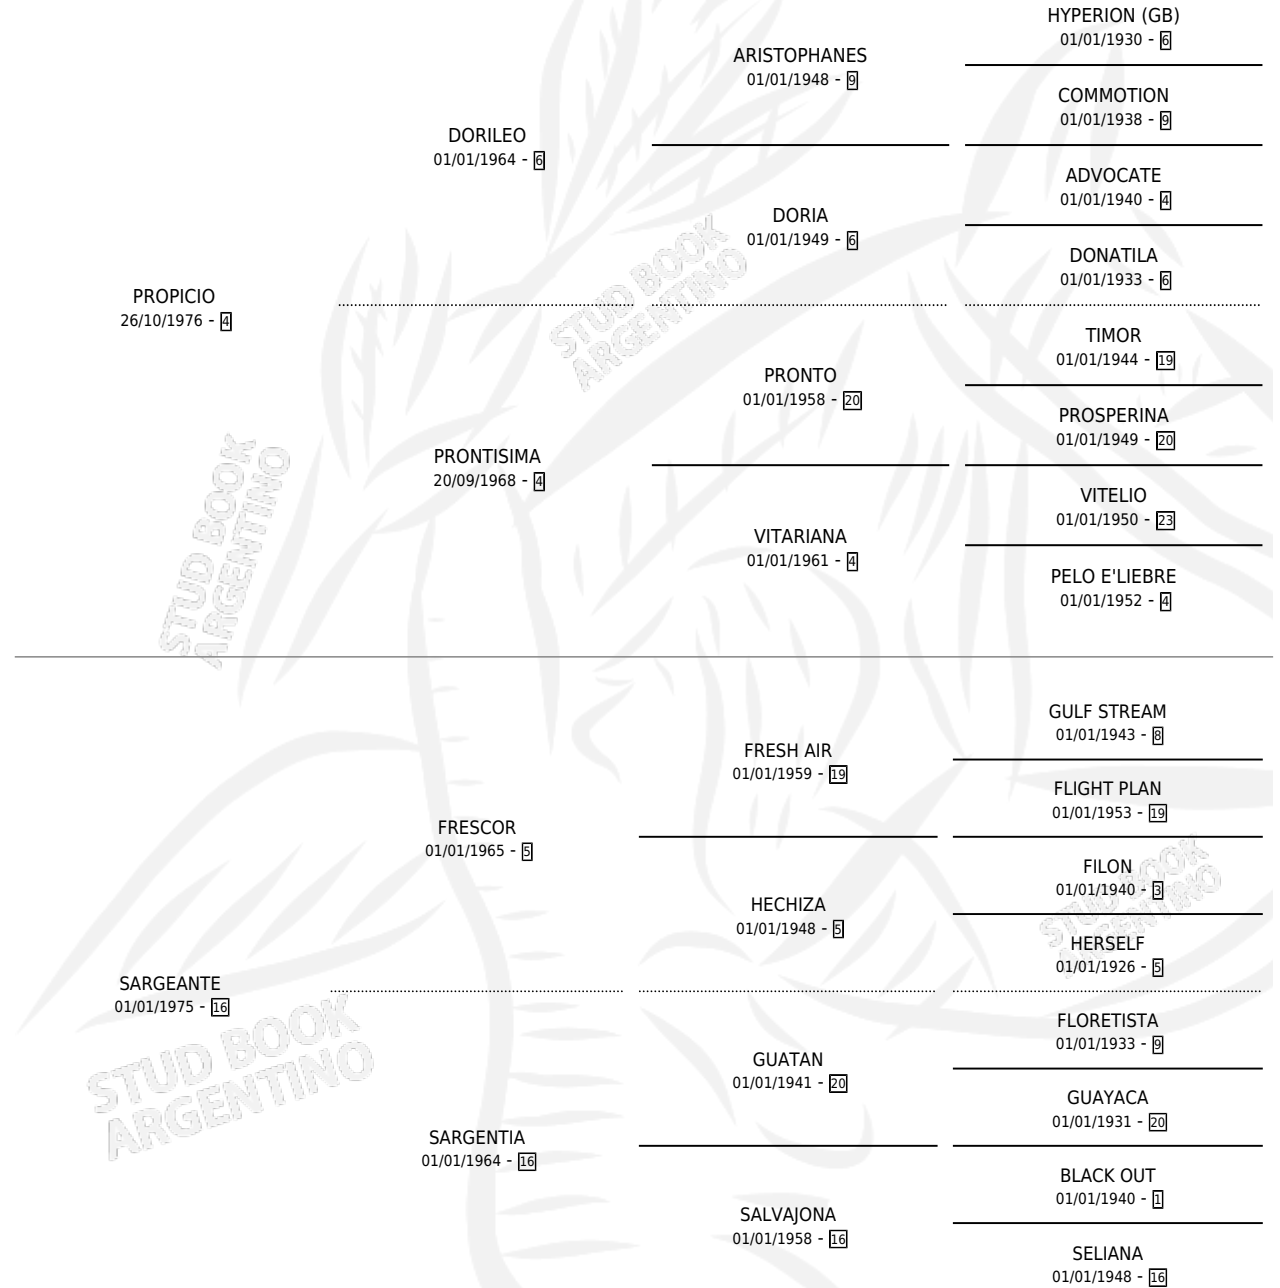 HYPERION (GB)
01/01/1930 - 6
ARISTOPHANES
01/01/1948 - 9
COMMOTION
01/01/1938 - 9
DORILEO
01/01/1964 - 6
ADVOCATE
01/01/1940 - 4
DORIA
01/01/1949 - 6
DONATILA
01/01/1933 - 6
PROPICIO
26/10/1976 - 4
TIMOR
01/01/1944 - 19
PRONTO
01/01/1958 - 20
PROSPERINA
01/01/1949 - 20
PRONTISIMA
20/09/1968 - 4
VITELIO
01/01/1950 - 23
VITARIANA
01/01/1961 - 4
PELO E'LIEBRE
01/01/1952 - 4
GULF STREAM
01/01/1943 - 8
FRESH AIR
01/01/1959 - 19
FLIGHT PLAN
01/01/1953 - 19
FRESCOR
01/01/1965 - 5
FILON
01/01/1940 - 3
HECHIZA
01/01/1948 - 5
HERSELF
01/01/1926 - 5
SARGEANTE
01/01/1975 - 16
FLORETISTA
01/01/1933 - 9
GUATAN
01/01/1941 - 20
GUAYACA
01/01/1931 - 20
SARGENTIA
01/01/1964 - 16
BLACK OUT
01/01/1940 - 1
SALVAJONA
01/01/1958 - 16
SELIANA
01/01/1948 - 16
STUD BOOK
ARGENTINO
STUD BOOK
ARGENTINO
STUD BOOK
ARGENTINO
STUD BOOK
ARGENTINO